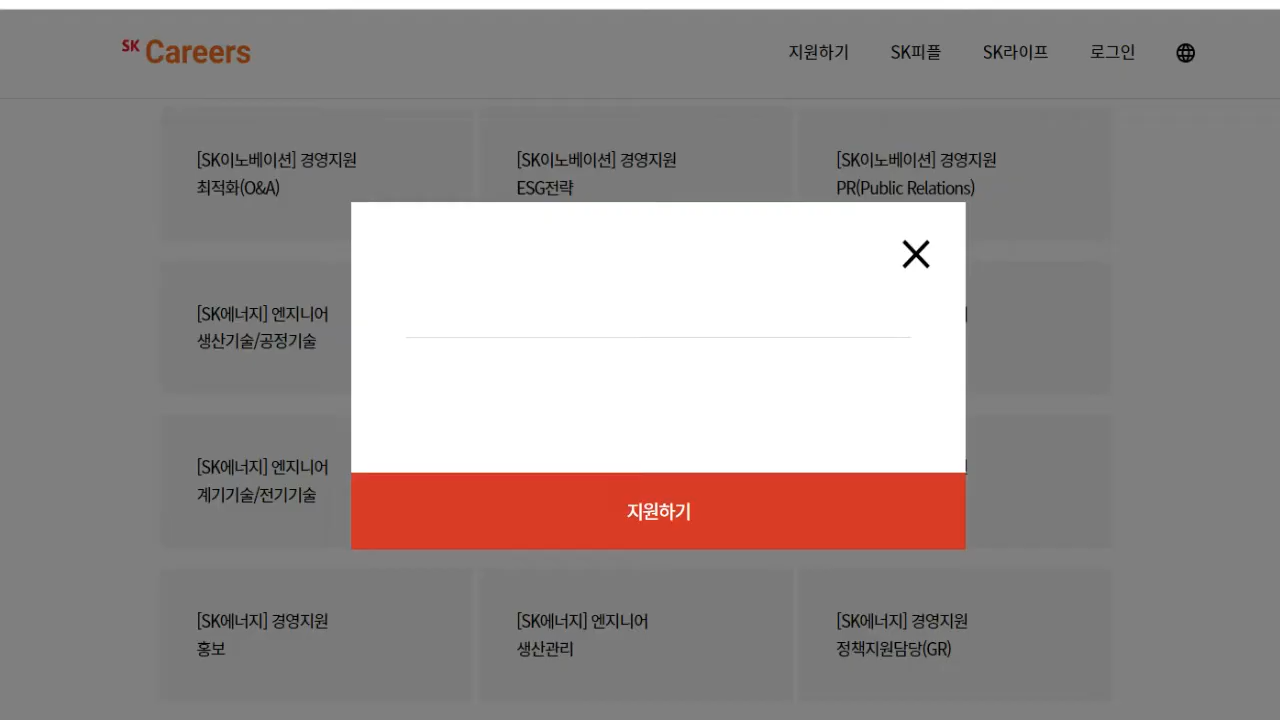 SK Careers
지원하기 SK피플 SK라이프 로그인
[SK이노베이션] 경영지원
최적화(O&A)
[SK이노베이션] 경영지원
ESG전략
[SK이노베이션] 경영지원
PR(Public Relations)
[SK에너지] 엔지니어
생산기술/공정기술
[SK에너지] 엔지니어
계기기술/전기기술
지원하기
[SK에너지] 경영지원
홍보
[SK에너지] 엔지니어
생산관리
[SK에너지] 경영지원
정책지원담당(GR)